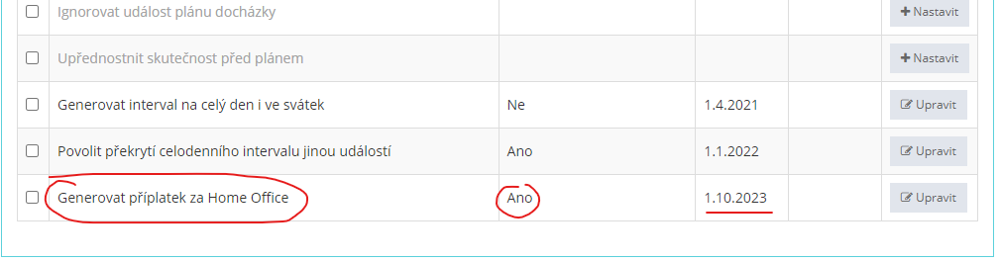 Ignorovat událost plánu docházky + Nastavit
Upřednostnit skutečnost před plánem + Nastavit
Generovat interval na celý den i ve svátek Ne 1.4.2021 Upravit
Povolit překrytí celodenního intervalu jinou událostí Ano 1.1.2022 Upravit
Generovat příplatek za Home Office Ano 1.10.2023 Upravit